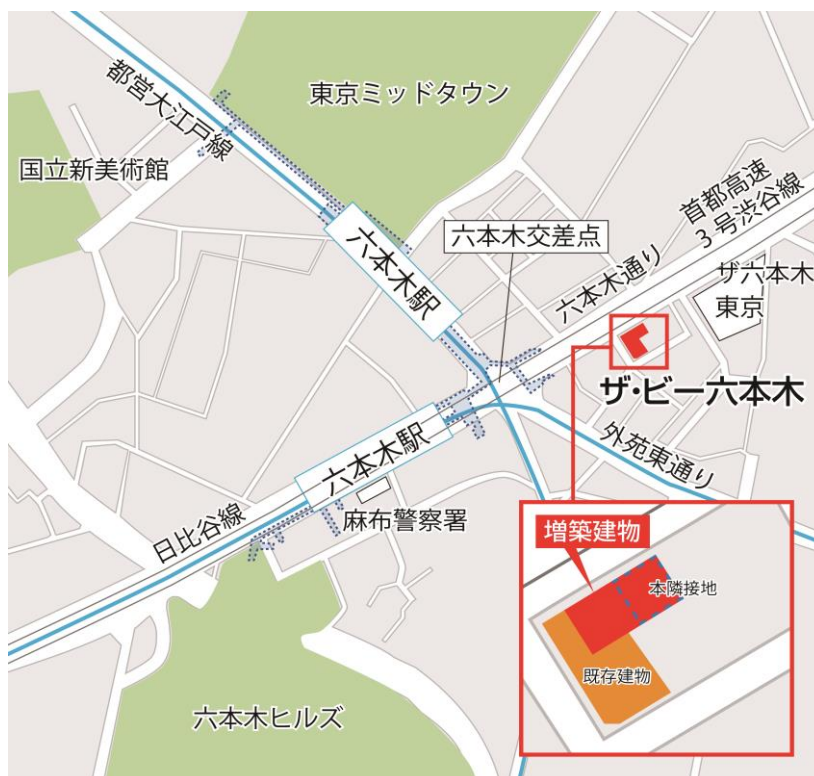 東京ミッドタウン
都営大江戸線
国立新美術館
六本木駅
六本木交差点
首都高速
3号渋谷線
六本木通り
ザ六本木
東京
ザ・ビー六本木
六本木駅
外苑東通り
日比谷線
麻布警察署
増築建物
本隣接地
既存建物
六本木ヒルズ